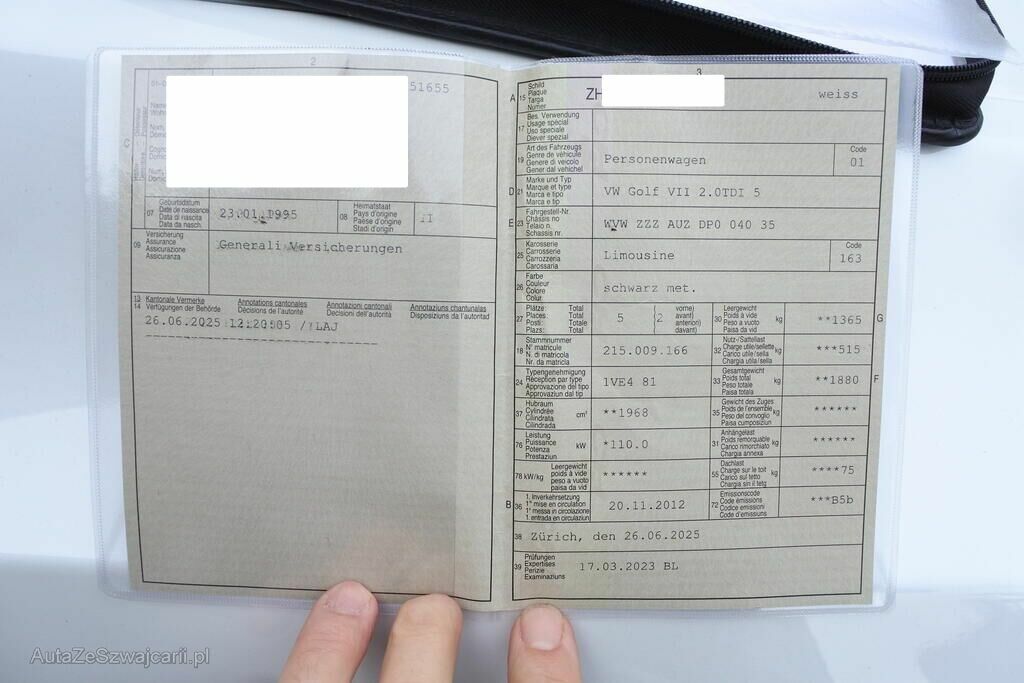 2
51655
07 Geburtsdatum
Date de naissance
Data di nascita
Data da nasch.
23.01.1995
08 Heimatstaat
Pays d'origine
Paese d'origine
Stadi d'origin
II
09 Versicherung
Assurance
Assicurazione
Assicuranza
Generali Versicherungen
13 Kantonale Vermerke Annotations cantonales Annotazioni cantonali Annotaziuns chantunalas
14 Verfügungen der Behörde Décisions de l'autorité Decisioni dell'autorità Disposiziuns da l'autoritad
26.06.2025 12:20:05 /LAJ
3
A 15 Schild
Plaque
Targa
Numer
ZH
weiss
17 Bes. Verwendung
Usage spécial
Uso speciale
Diever spezial
19 Art des Fahrzeugs
Genre de véhicule
Genere di veicolo
Gener dal vehichel
Personenwagen
Code
01
D 21 Marke und Typ
Marque et type
Marca e tipo
Marca e tip
VW Golf VII 2.0TDI 5
E 23 Fahrgestell-Nr.
Châssis no
Telaio n.
Schassis nr.
WVW ZZZ AUZ DP0 040 35
25 Karosserie
Carrosserie
Carrozzeria
Carossaria
Limousine
Code
163
26 Farbe
Couleur
Colore
Colur
schwarz met.
27 Plätze: Total
Places: Total
Posti: Totale
Plazs: Total
5
(2
vorne)
avant)
anteriori)
davant)
30 Leergewicht
Poids à vide
Peso a vuoto
Paisa da vid
kg
**1365
G
18 Stammnummer
N° matricule
N. di matricola
Nr. da matricla
215.009.166
32 Nutz-/Sattellast
Charge utile/sellette
Carico utile/sella
Chargia utila/sella
kg
***515
24 Typengenehmigung
Réception par type
Approvazione del tipo
Approvaziun dal tip
1VE4 81
33 Gesamtgewicht
Poids total
Peso totale
Paisa totala
kg
**1880
F
37 Hubraum
Cylindrée
Cilindrata
Cilindrada
cm³
**1968
35 Gewicht des Zuges
Poids de l'ensemble
Peso del convoglio
Paisa cumposiziun
kg
******
76 Leistung
Puissance
Potenza
Prestaziun
kW
*110.0
31 Anhängelast
Poids remorquable
Carico rimorchiato
Chargia annexa
kg
******
78 kW/kg
Leergewicht
poids à vide
peso a vuoto
paisa da vid
******
55 Dachlast
Charge sur le toit
Carico sul tetto
Chargia sin il tetg
kg
****75
B 36 1. Inverkehrsetzung
1re mise en circulation
1a messa in circolazione
1. entrada en circulaziun
20.11.2012
72 Emissionscode
Code émissions
Codice emissioni
Code d'emissiuns
***B5b
38 Zürich, den 26.06.2025
39 Prüfungen
Expertises
Perizie
Examinaziuns
17.03.2023 BL
AutaZeSzwajcarii.pl